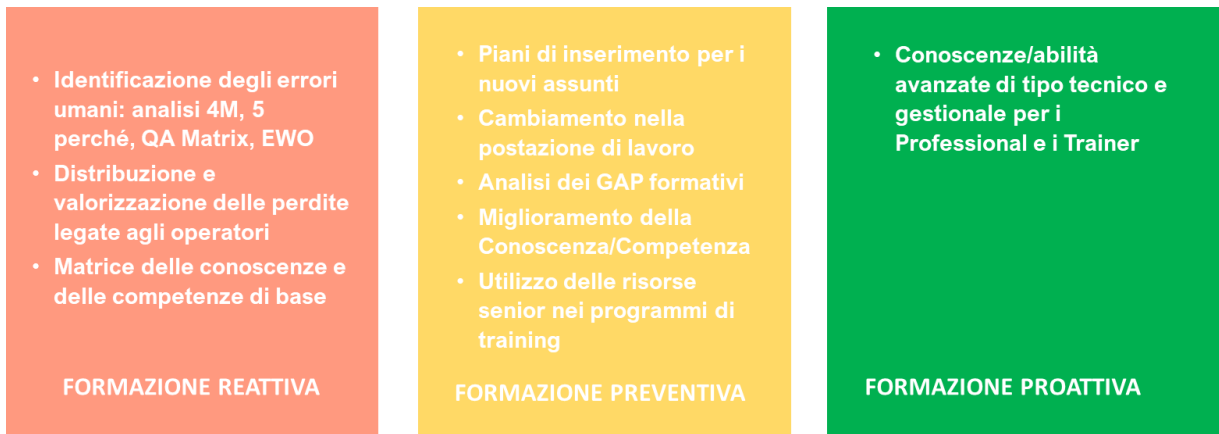 • Identificazione degli errori
umani: analisi 4M, 5
perché, QA Matrix, EWO
• Distribuzione e
valorizzazione delle perdite
legate agli operatori
• Matrice delle conoscenze e
delle competenze di base
FORMAZIONE REATTIVA
• Piani di inserimento per i
nuovi assunti
• Cambiamento nella
postazione di lavoro
• Analisi dei GAP formativi
• Miglioramento della
Conoscenza/Competenza
• Utilizzo delle risorse
senior nei programmi di
training
FORMAZIONE PREVENTIVA
• Conoscenze/abilità
avanzate di tipo tecnico e
gestionale per i
Professional e i Trainer
FORMAZIONE PROATTIVA